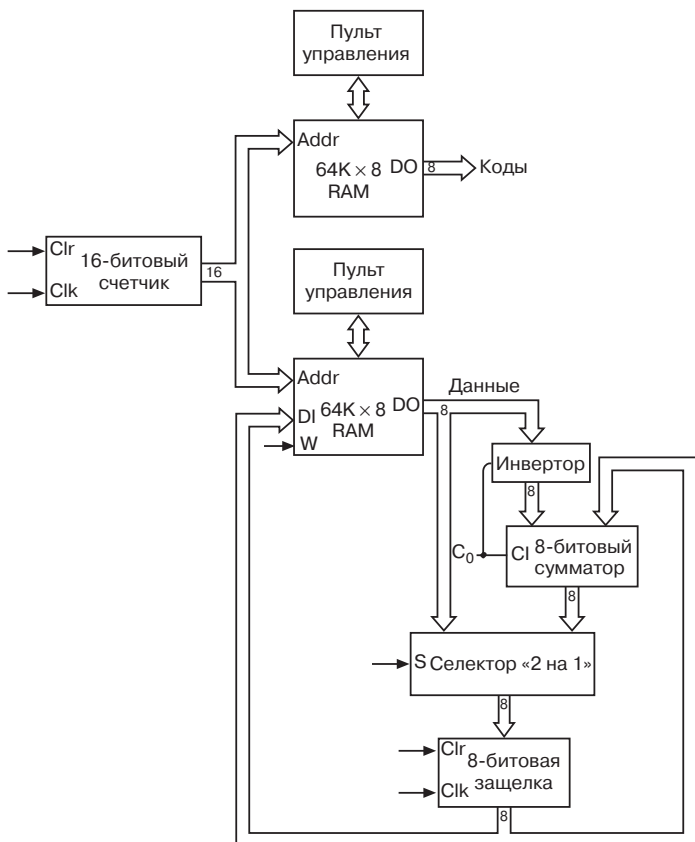 Пульт
управления
Addr
64K × 8
RAM
DO
8
Коды
Clr
16-битовый
счетчик
Clk
16
Пульт
управления
Addr
DI
64K × 8
RAM
DO
W
Данные
8
Инвертор
8
C₀
CI
8-битовый
сумматор
8
S
Селектор «2 на 1»
8
Clr
8-битовая
защелка
Clk
8